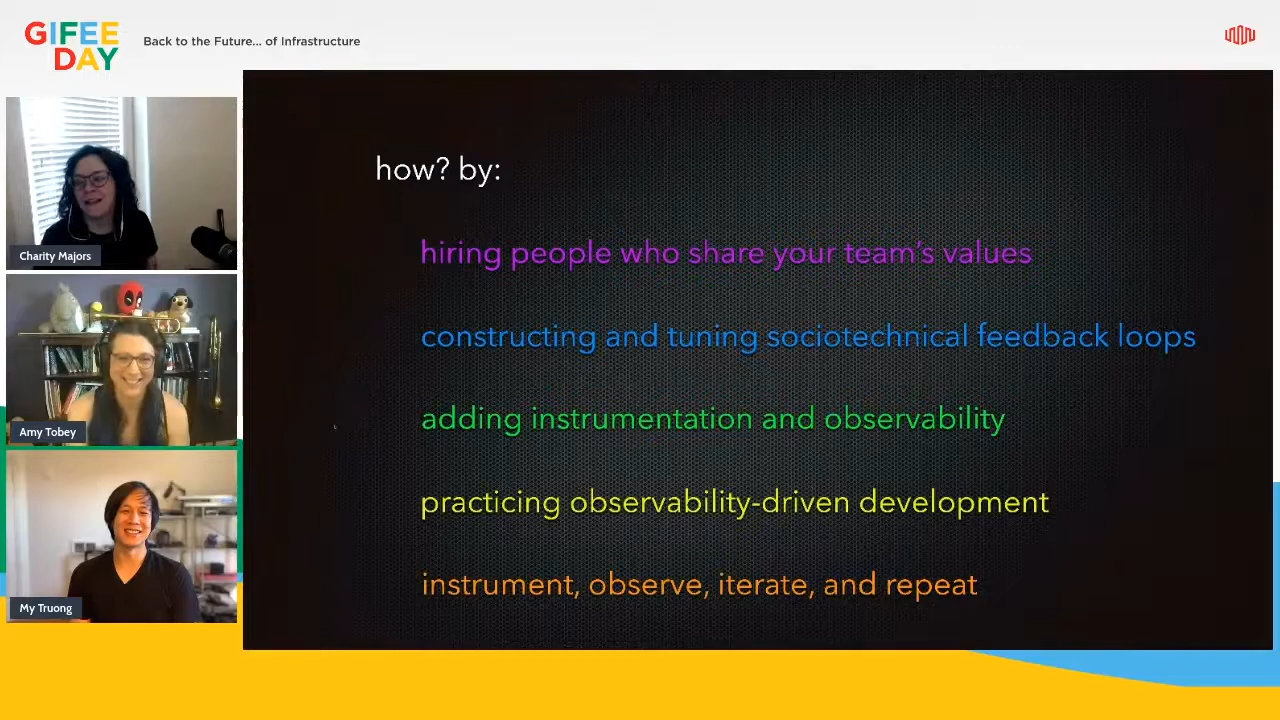 GIFEE
DAY
Back to the Future... of Infrastructure
Charity Majors
Amy Tobey
My Truong
how? by:
hiring people who share your team's values
constructing and tuning sociotechnical feedback loops
adding instrumentation and observability
practicing observability-driven development
instrument, observe, iterate, and repeat